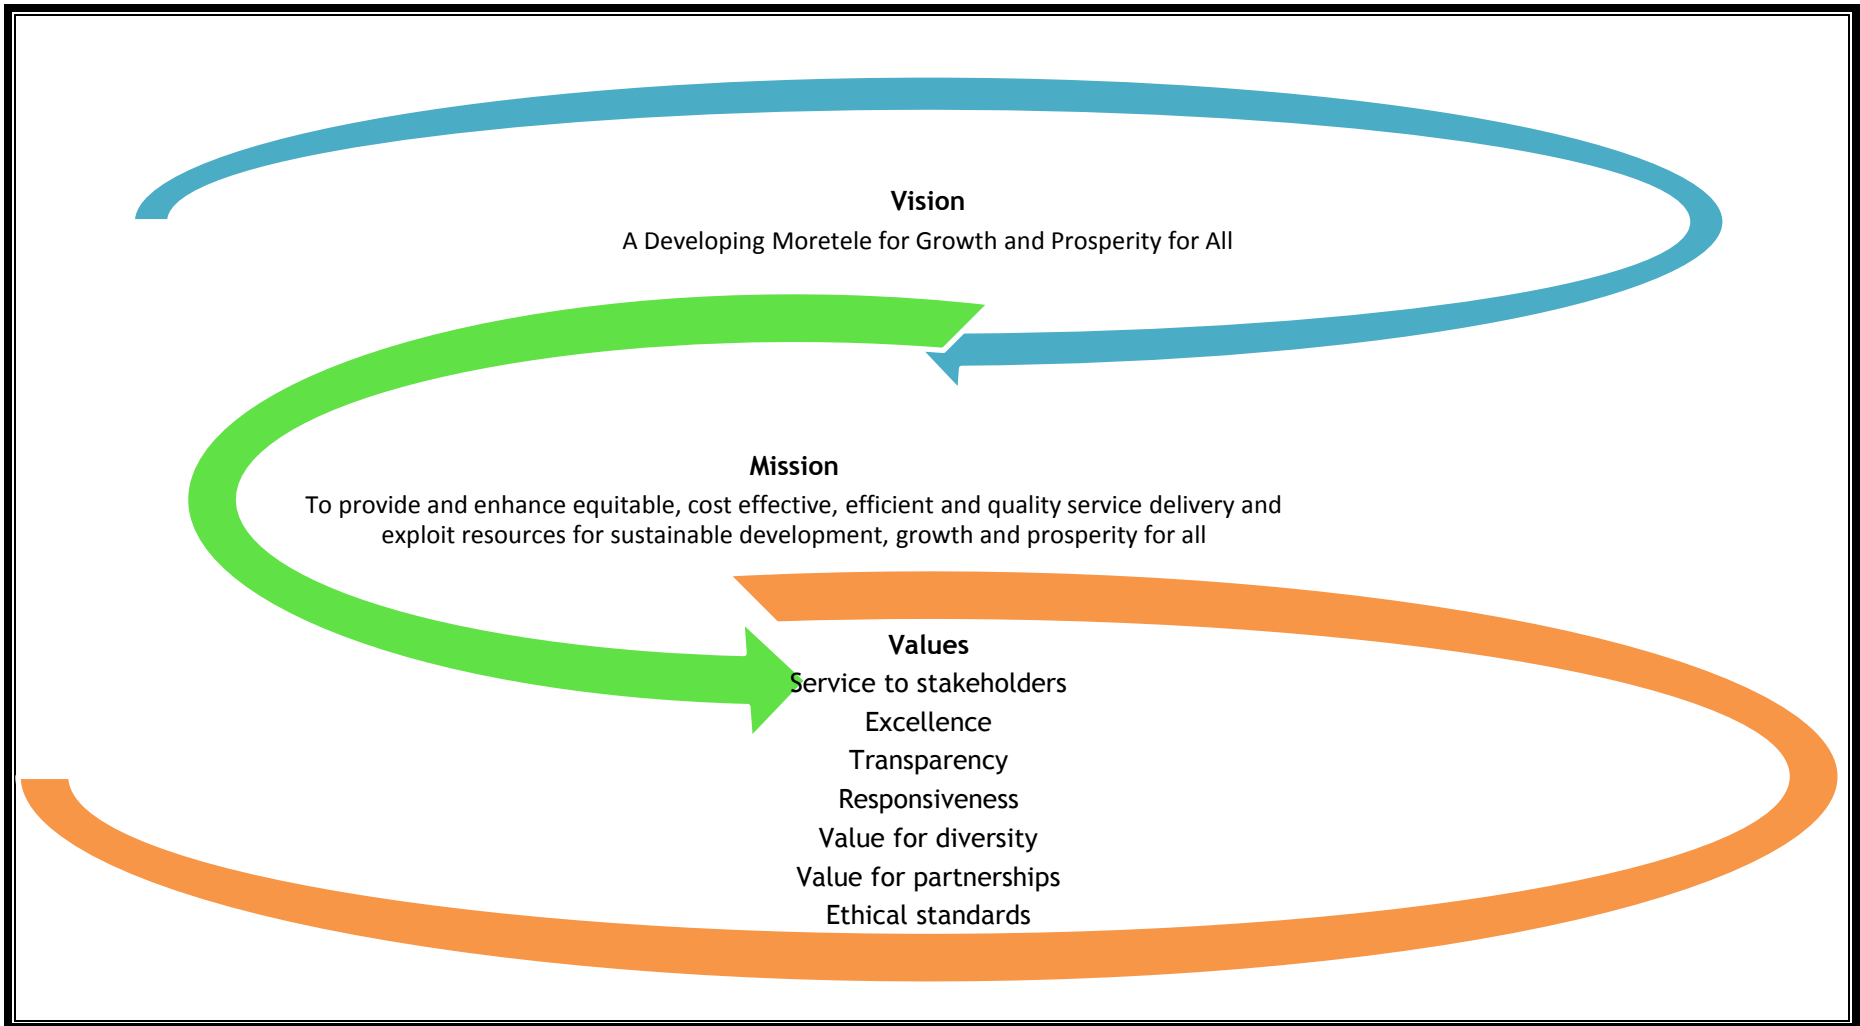 Vision
A Developing Moretele for Growth and Prosperity for All
Mission
To provide and enhance equitable, cost effective, efficient and quality service delivery and
exploit resources for sustainable development, growth and prosperity for all
Values
Service to stakeholders
Excellence
Transparency
Responsiveness
Value for diversity
Value for partnerships
Ethical standards